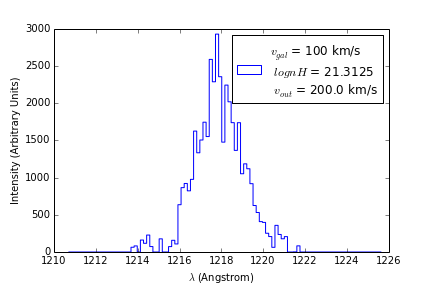 3000
2500
2000
1500
1000
500
0
Intensity (Arbitrary Units)
v_gal = 100 km/s
lognH = 21.3125
v_out = 200.0 km/s
1210 1212 1214 1216 1218 1220 1222 1224 1226
λ (Angstrom)